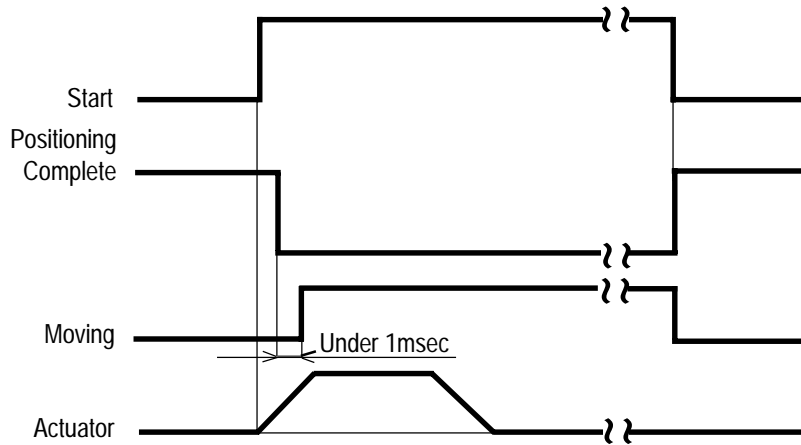 Start
Positioning
Complete
Moving
Under 1msec
Actuator